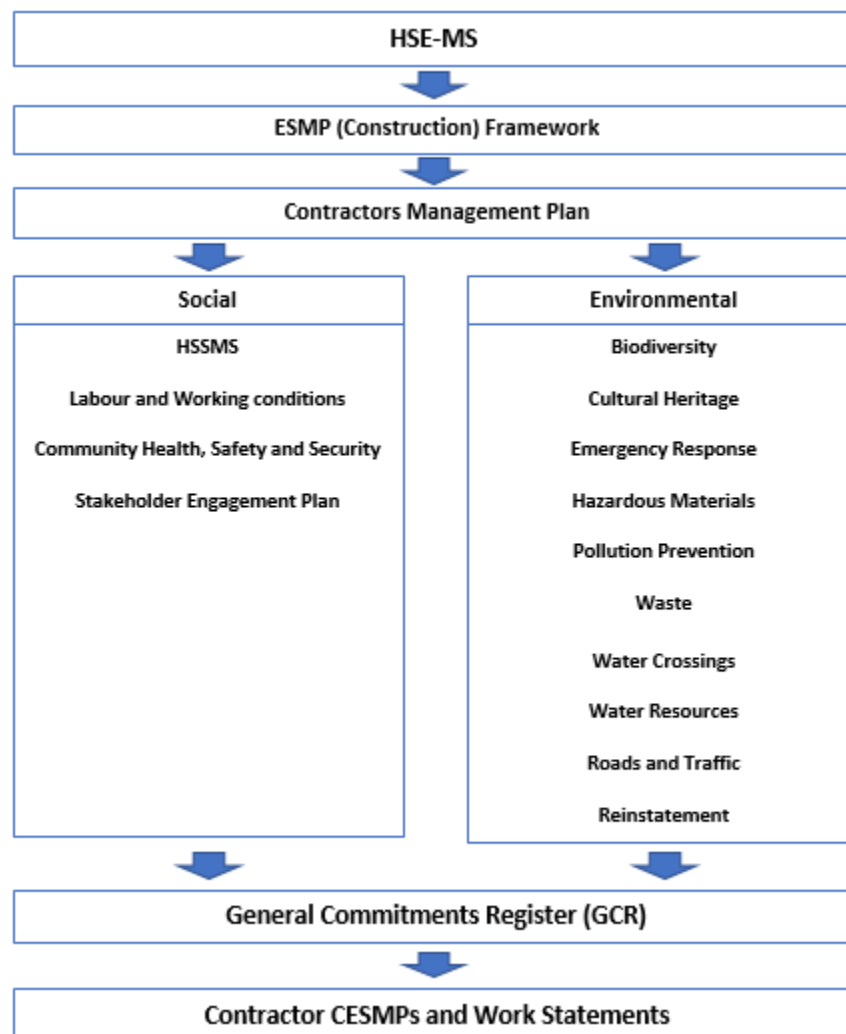 HSE-MS
ESMP (Construction) Framework
Contractors Management Plan
Social
HSSMS
Labour and Working conditions
Community Health, Safety and Security
Stakeholder Engagement Plan
Environmental
Biodiversity
Cultural Heritage
Emergency Response
Hazardous Materials
Pollution Prevention
Waste
Water Crossings
Water Resources
Roads and Traffic
Reinstatement
General Commitments Register (GCR)
Contractor CESMPs and Work Statements